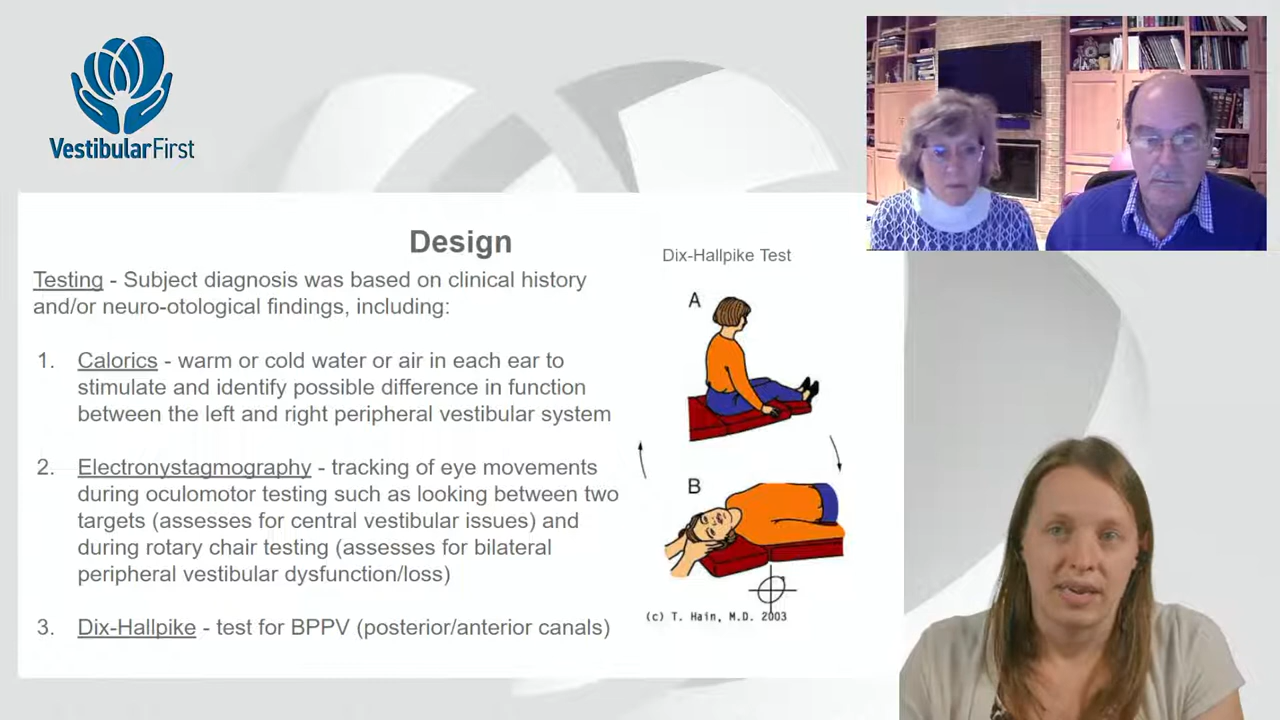 VestibularFirst
Design
Testing - Subject diagnosis was based on clinical history
and/or neuro-otological findings, including:
1. Calorics - warm or cold water or air in each ear to
stimulate and identify possible difference in function
between the left and right peripheral vestibular system
2. Electronystagmography - tracking of eye movements
during oculomotor testing such as looking between two
targets (assesses for central vestibular issues) and
during rotary chair testing (assesses for bilateral
peripheral vestibular dysfunction/loss)
3. Dix-Hallpike - test for BPPV (posterior/anterior canals)
Dix-Hallpike Test
A
B
(c) T. Hain, M.D. 2003